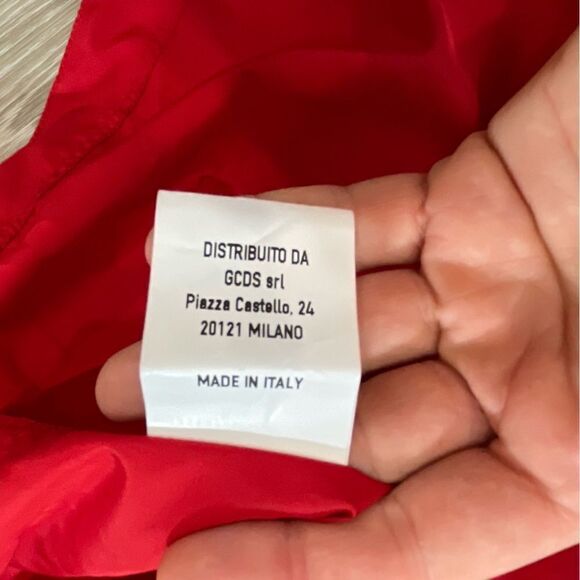 DISTRIBUITO DA
GCDS srl
Piazza Castello, 24
20121 MILANO
MADE IN ITALY